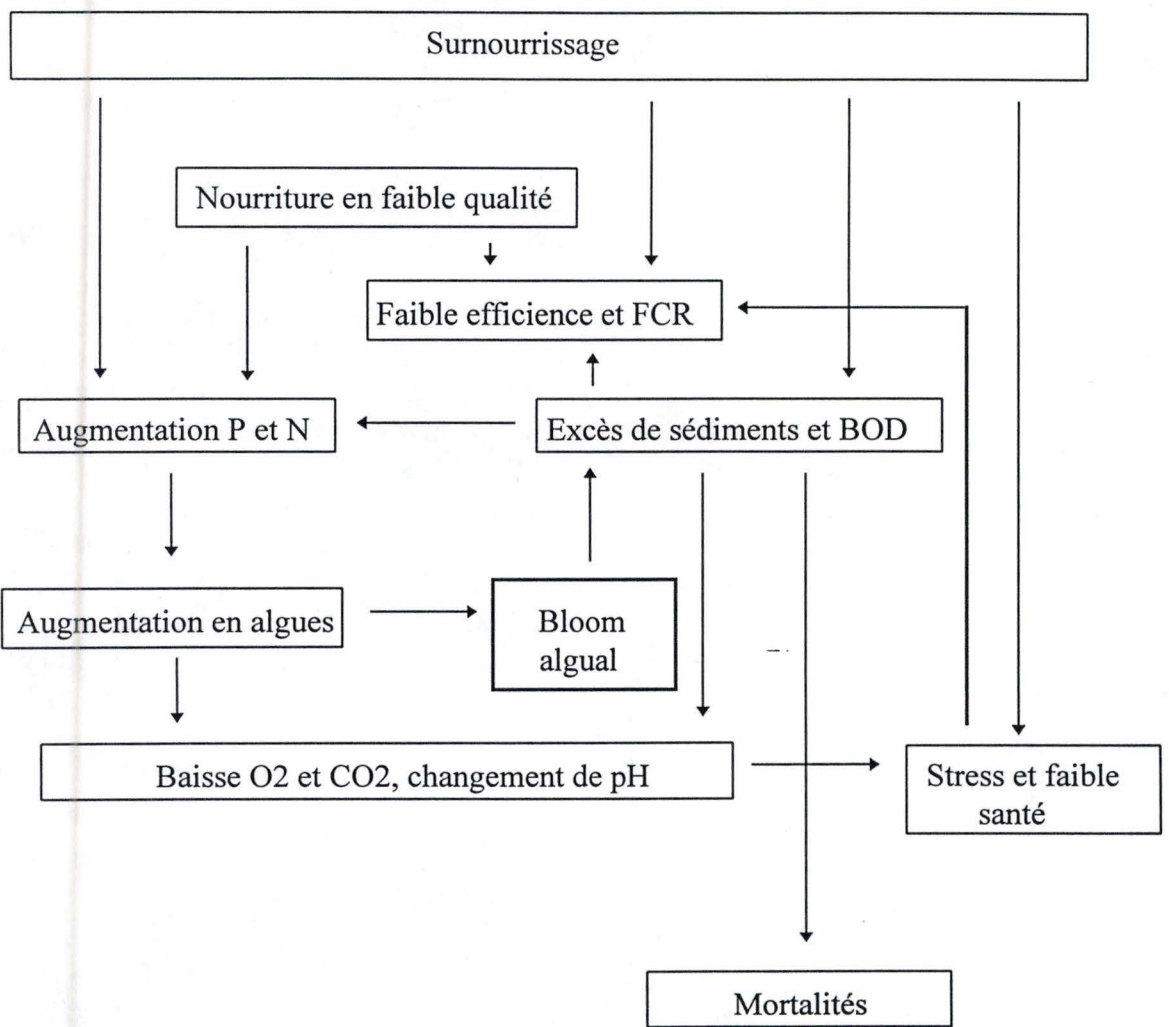 Surnourrissage
Nourriture en faible qualité
Faible efficience et FCR
Augmentation P et N
Excès de sédiments et BOD
Augmentation en algues
Bloom
algual
Baisse O2 et CO2, changement de pH
Stress et faible
santé
Mortalités